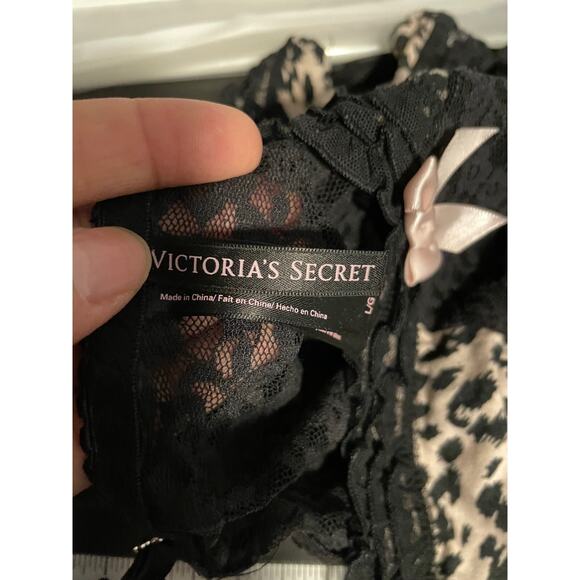 VICTORIA'S SECRET
Made in China/ Fait en Chine/ Hecho en China
L/G